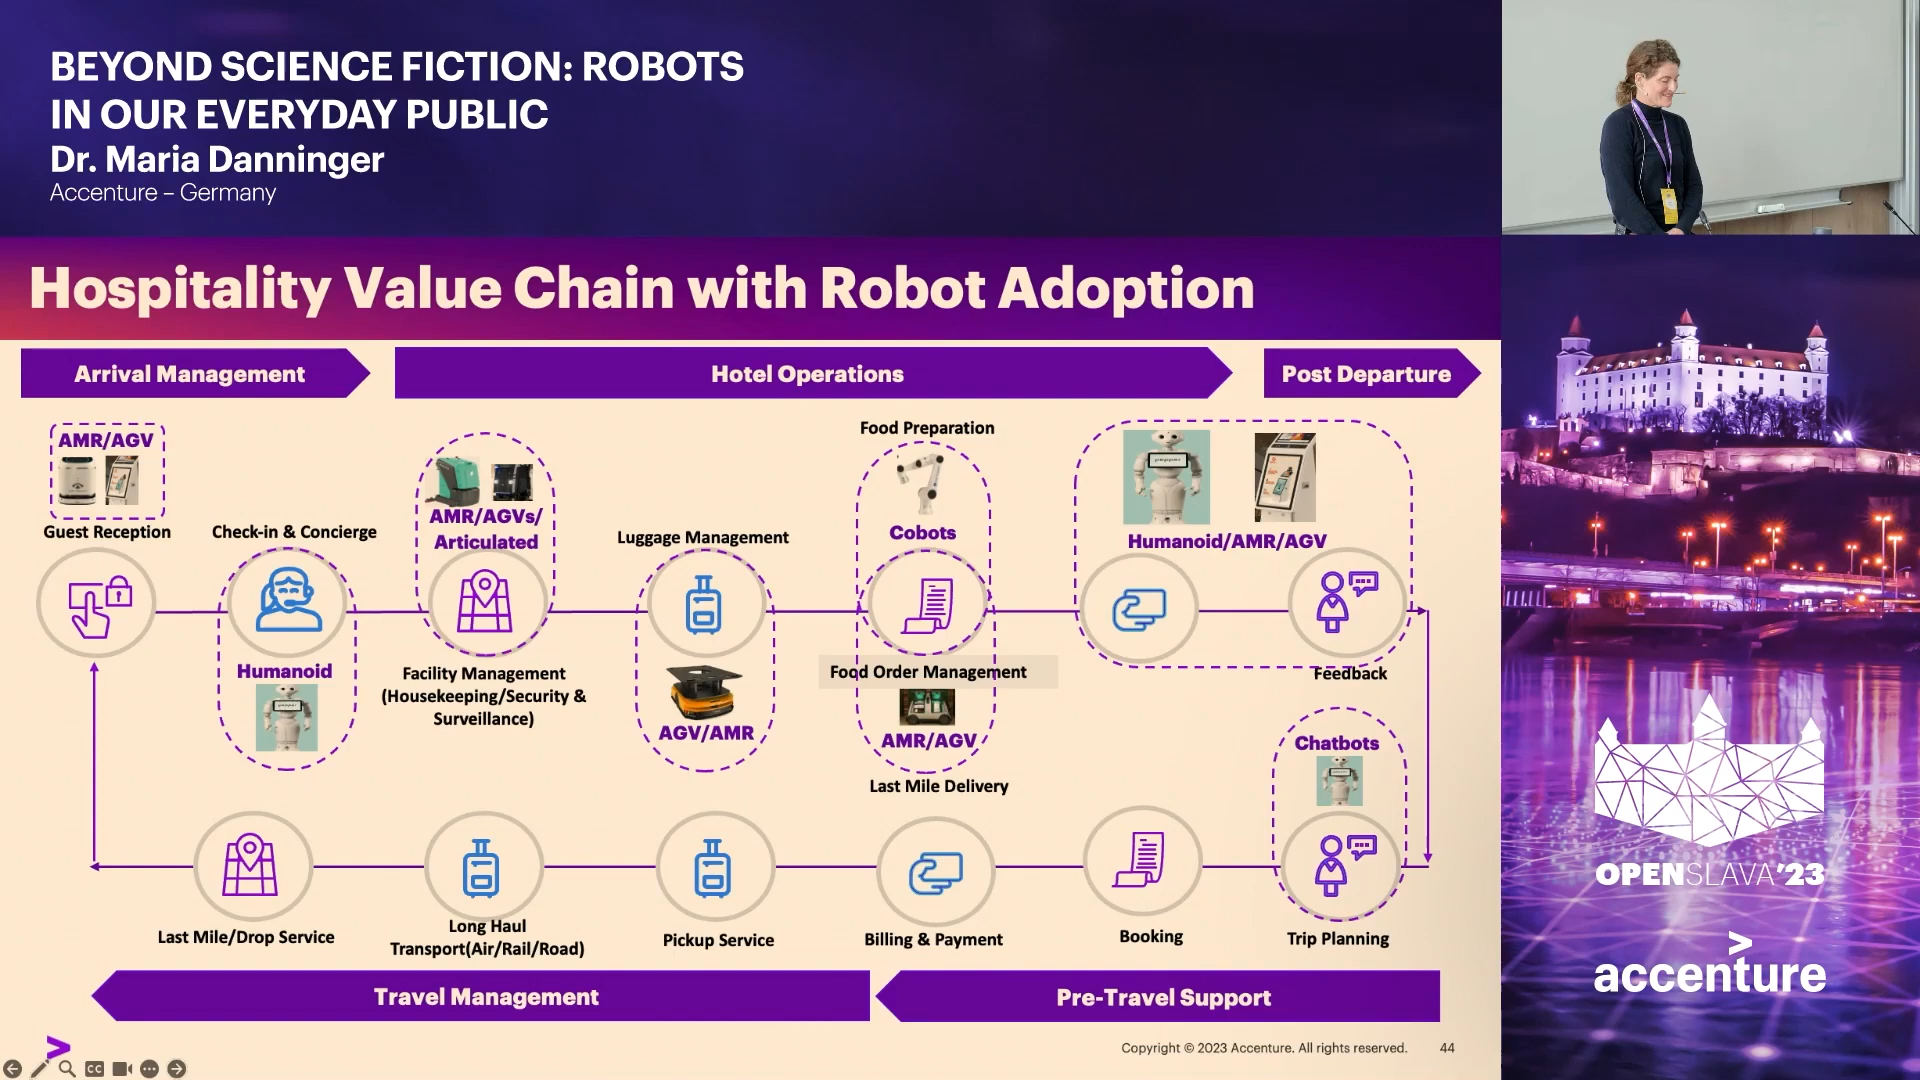 BEYOND SCIENCE FICTION: ROBOTS
IN OUR EVERYDAY PUBLIC
Dr. Maria Danninger
Accenture – Germany
Hospitality Value Chain with Robot Adoption
Arrival Management
Hotel Operations
Post Departure
AMR/AGV
Guest Reception
Check-in & Concierge
Humanoid
AMR/AGVs/
Articulated
Facility Management
(Housekeeping/Security &
Surveillance)
Luggage Management
AGV/AMR
Food Preparation
Cobots
Food Order Management
AMR/AGV
Last Mile Delivery
Humanoid/AMR/AGV
Feedback
Chatbots
Last Mile/Drop Service
Long Haul
Transport(Air/Rail/Road)
Pickup Service
Billing & Payment
Booking
Trip Planning
Travel Management
Pre-Travel Support
Copyright © 2023 Accenture. All rights reserved.
44
CC
OPENSLAVA'23
accenture